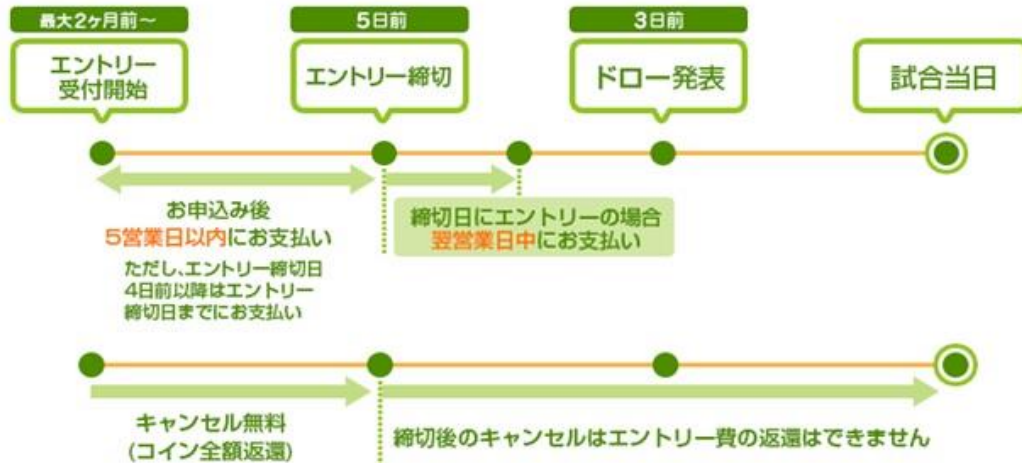 最大2ヶ月前~
5日前
3日前
エントリー
受付開始
エントリー締切
ドロー発表
試合当日
お申込み後
5営業日以内にお支払い
ただし、エントリー締切日
4日前以降はエントリー
締切日までにお支払い
締切日にエントリーの場合
翌営業日中にお支払い
キャンセル無料
(コイン全額返還)
締切後のキャンセルはエントリー費の返還はできません